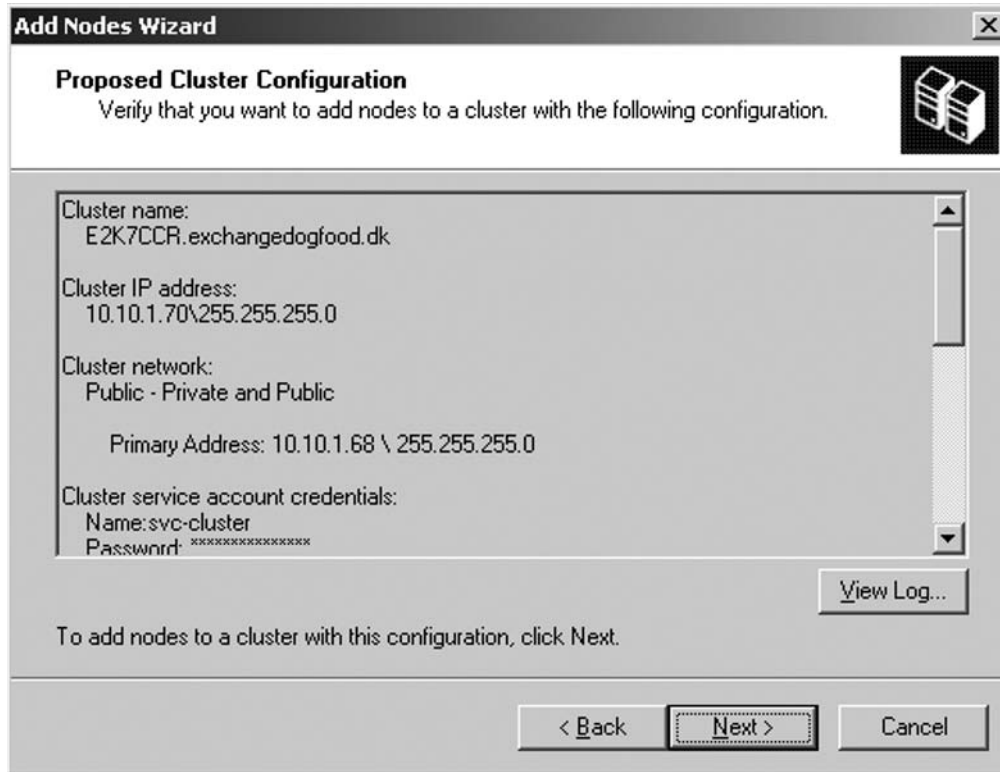 Add Nodes Wizard
Proposed Cluster Configuration
Verify that you want to add nodes to a cluster with the following configuration.
Cluster name:
E2K7CCR.exchangedogfood.dk
Cluster IP address:
10.10.1.70\255.255.255.0
Cluster network:
Public - Private and Public
Primary Address: 10.10.1.68 \ 255.255.255.0
Cluster service account credentials:
Name:svc-cluster
Password: ***************
View Log...
To add nodes to a cluster with this configuration, click Next.
< Back
Next >
Cancel